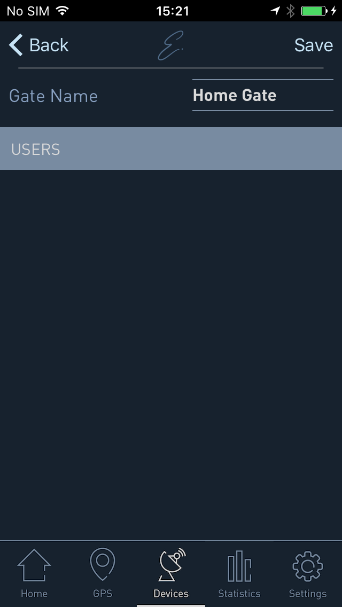 No SIM 15:21
Back E. Save
Gate Name Home Gate
USERS
Home GPS Devices Statistics Settings